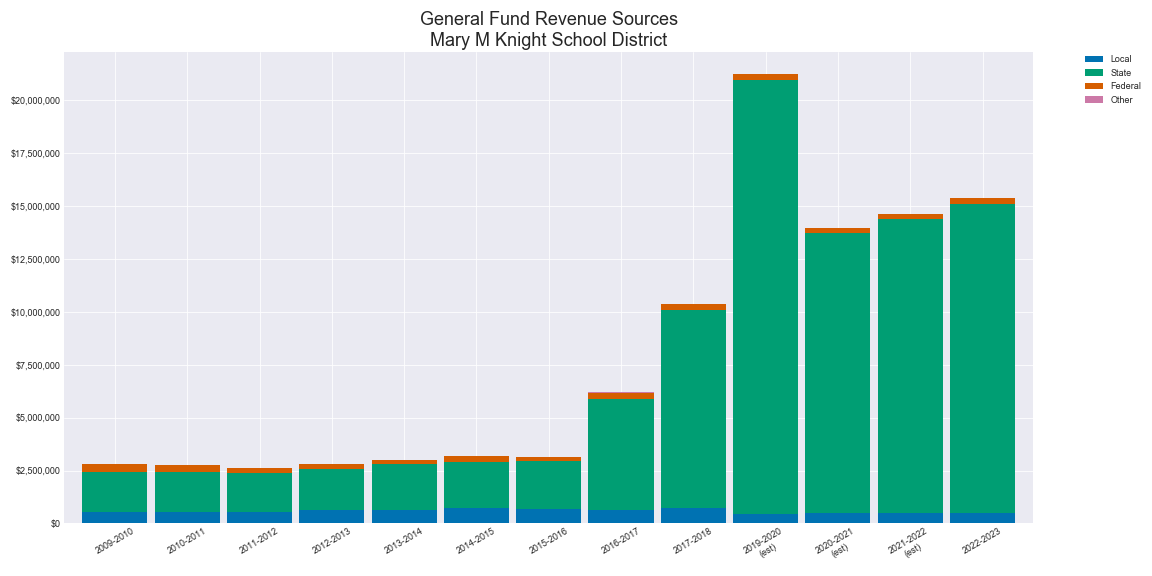 General Fund Revenue Sources
Mary M Knight School District
Local
State
Federal
Other
$20,000,000
$17,500,000
$15,000,000
$12,500,000
$10,000,000
$7,500,000
$5,000,000
$2,500,000
$0
2009-2010
2010-2011
2011-2012
2012-2013
2013-2014
2014-2015
2015-2016
2016-2017
2017-2018
2019-2020
(est)
2020-2021
(est)
2021-2022
(est)
2022-2023